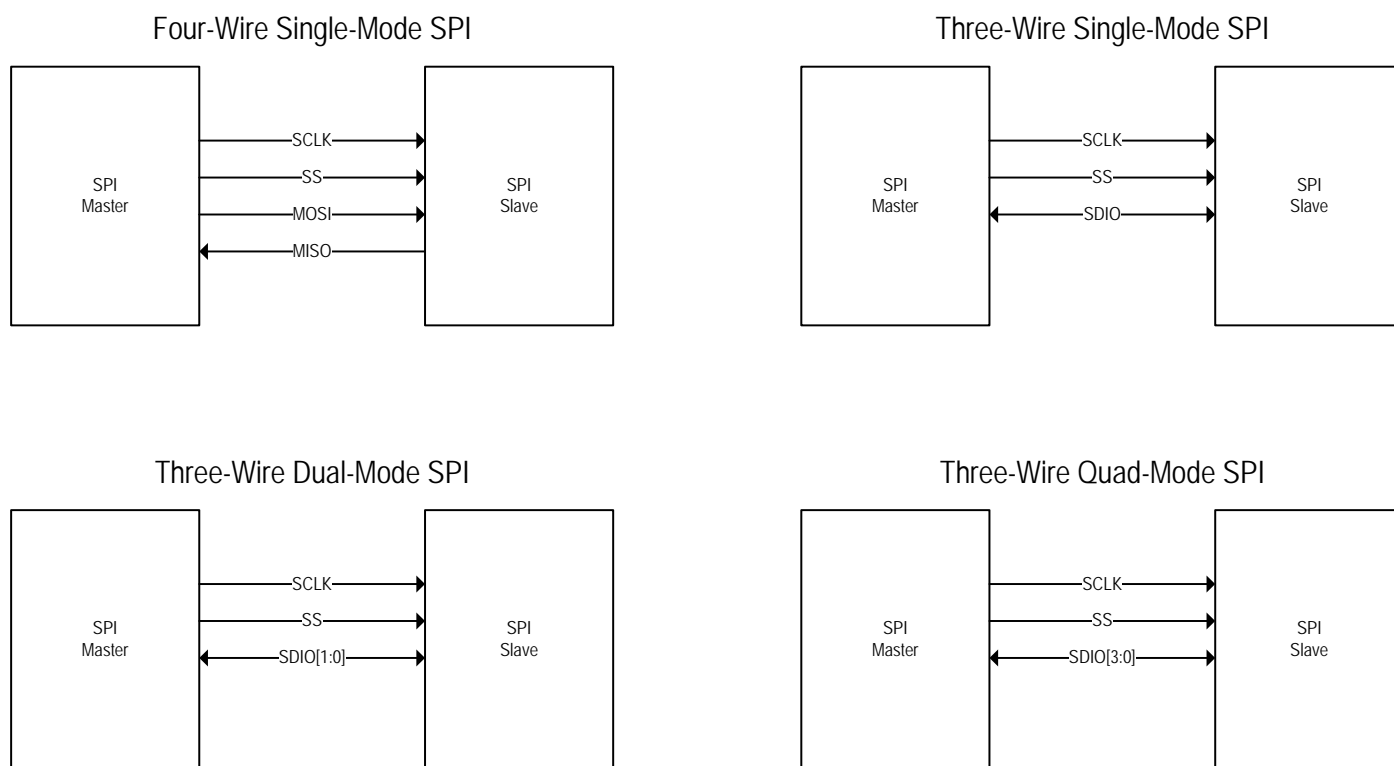 Four-Wire Single-Mode SPI
SPI
Master
SCLK
SS
MOSI
MISO
SPI
Slave
Three-Wire Single-Mode SPI
SPI
Master
SCLK
SS
SDIO
SPI
Slave
Three-Wire Dual-Mode SPI
SPI
Master
SCLK
SS
SDIO[1:0]
SPI
Slave
Three-Wire Quad-Mode SPI
SPI
Master
SCLK
SS
SDIO[3:0]
SPI
Slave